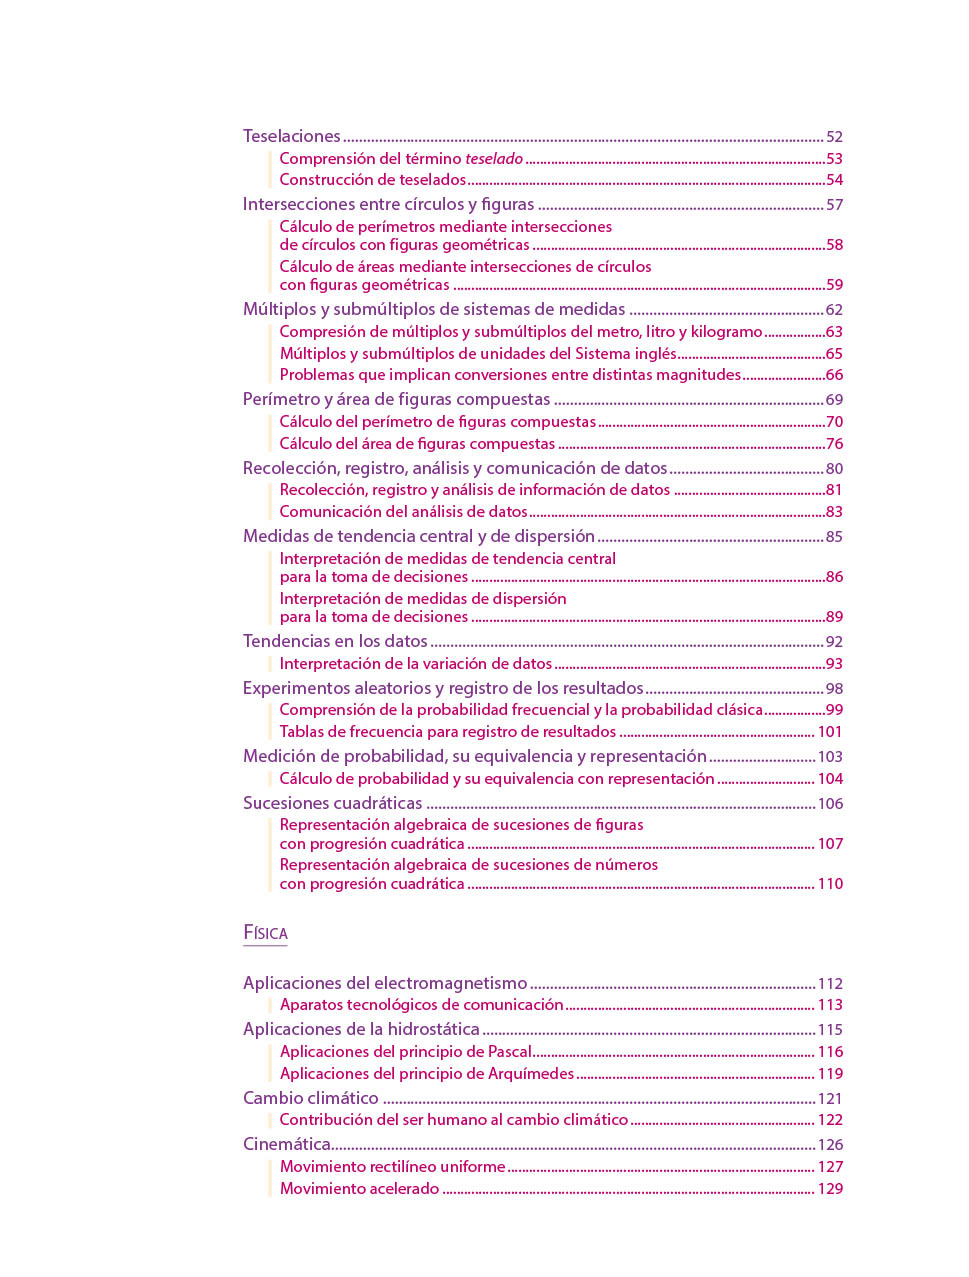 Teselaciones ........................................................................................................................ 52
Comprensión del término teselado ................................................................................... 53
Construcción de teselados................................................................................................... 54
Intersecciones entre círculos y figuras ........................................................................ 57
Cálculo de perímetros mediante intersecciones
de círculos con figuras geométricas ................................................................................. 58
Cálculo de áreas mediante intersecciones de círculos
con figuras geométricas ....................................................................................................... 59
Múltiplos y submúltiplos de sistemas de medidas ................................................. 62
Compresión de múltiplos y submúltiplos del metro, litro y kilogramo ................. 63
Múltiplos y submúltiplos de unidades del Sistema inglés......................................... 65
Problemas que implican conversiones entre distintas magnitudes....................... 66
Perímetro y área de figuras compuestas .................................................................... 69
Cálculo del perímetro de figuras compuestas ............................................................... 70
Cálculo del área de figuras compuestas .......................................................................... 76
Recolección, registro, análisis y comunicación de datos....................................... 80
Recolección, registro y análisis de información de datos .......................................... 81
Comunicación del análisis de datos.................................................................................. 83
Medidas de tendencia central y de dispersión ......................................................... 85
Interpretación de medidas de tendencia central
para la toma de decisiones .................................................................................................. 86
Interpretación de medidas de dispersión
para la toma de decisiones .................................................................................................. 89
Tendencias en los datos ................................................................................................... 92
Interpretación de la variación de datos ........................................................................... 93
Experimentos aleatorios y registro de los resultados ............................................. 98
Comprensión de la probabilidad frecuencial y la probabilidad clásica................. 99
Tablas de frecuencia para registro de resultados ...................................................... 101
Medición de probabilidad, su equivalencia y representación ........................... 103
Cálculo de probabilidad y su equivalencia con representación ........................... 104
Sucesiones cuadráticas .................................................................................................. 106
Representación algebraica de sucesiones de figuras
con progresión cuadrática ................................................................................................ 107
Representación algebraica de sucesiones de números
con progresión cuadrática ................................................................................................ 110
Física
Aplicaciones del electromagnetismo ........................................................................ 112
Aparatos tecnológicos de comunicación ..................................................................... 113
Aplicaciones de la hidrostática .................................................................................... 115
Aplicaciones del principio de Pascal.............................................................................. 116
Aplicaciones del principio de Arquímedes .................................................................. 119
Cambio climático ............................................................................................................. 121
Contribución del ser humano al cambio climático ................................................... 122
Cinemática.......................................................................................................................... 126
Movimiento rectilíneo uniforme ..................................................................................... 127
Movimiento acelerado ....................................................................................................... 129